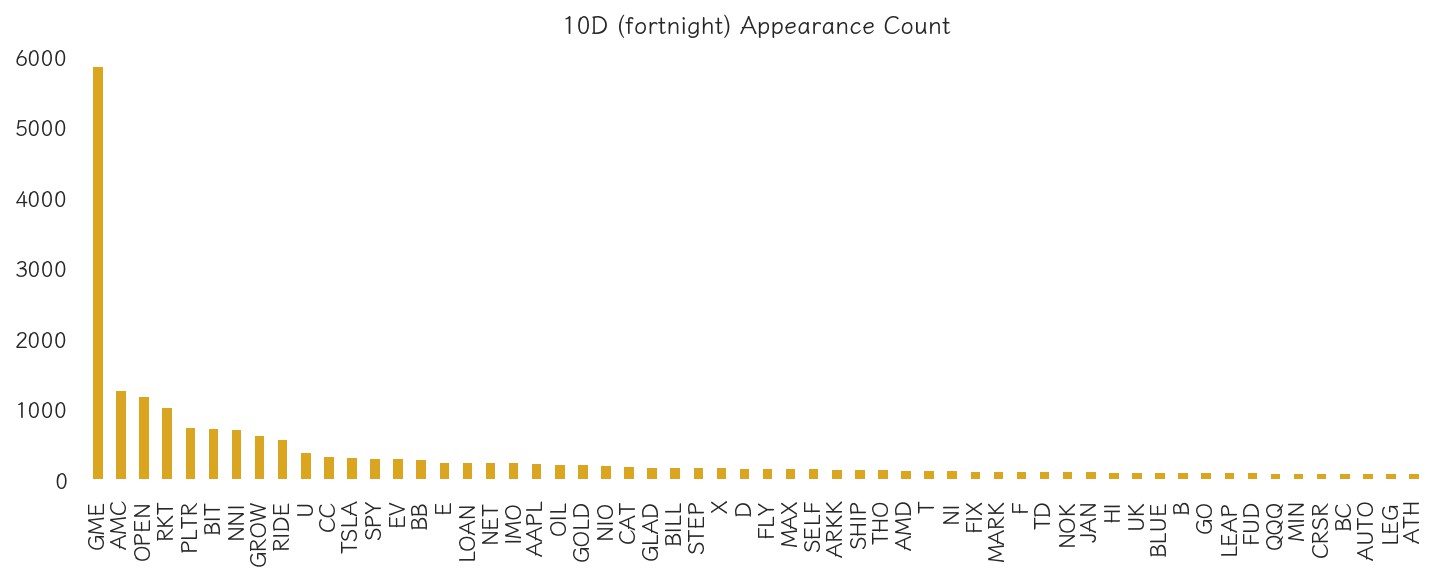 10D (fortnight) Appearance Count
6000
5000
4000
3000
2000
1000
0
GME
AMC
OPEN
RKT
PLTR
BIT
NNI
GROW
RIDE
U
CC
TSLA
SPY
EV
BB
E
LOAN
NET
IMO
AAPL
OIL
GOLD
NIO
CAT
GLAD
BILL
STEP
X
D
FLY
MAX
SELF
ARKK
SHIP
THO
AMD
T
NI
FIX
MARK
F
TD
NOK
JAN
HI
UK
BLUE
B
GO
LEAP
FUD
QQQ
MIN
CRSR
BC
AUTO
LEG
ATH